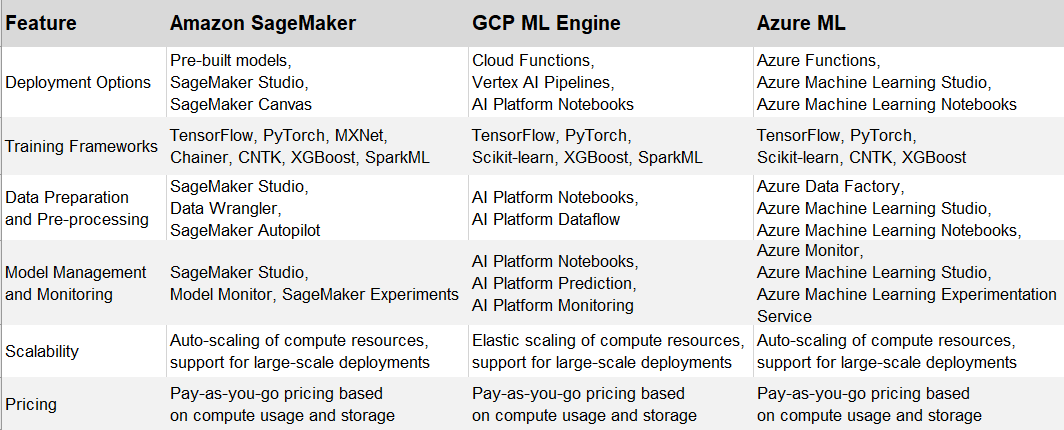 Feature Amazon SageMaker GCP ML Engine Azure ML
Deployment Options
Pre-built models,
SageMaker Studio,
SageMaker Canvas
Cloud Functions,
Vertex AI Pipelines,
AI Platform Notebooks
Azure Functions,
Azure Machine Learning Studio,
Azure Machine Learning Notebooks
Training Frameworks
TensorFlow, PyTorch, MXNet,
Chainer, CNTK, XGBoost, SparkML
TensorFlow, PyTorch,
Scikit-learn, XGBoost, SparkML
TensorFlow, PyTorch,
Scikit-learn, CNTK, XGBoost
Data Preparation
and Pre-processing
SageMaker Studio,
Data Wrangler,
SageMaker Autopilot
AI Platform Notebooks,
AI Platform Dataflow
Azure Data Factory,
Azure Machine Learning Studio,
Azure Machine Learning Notebooks,
Model Management
and Monitoring
SageMaker Studio,
Model Monitor, SageMaker Experiments
AI Platform Notebooks,
AI Platform Prediction,
AI Platform Monitoring
Azure Monitor,
Azure Machine Learning Studio,
Azure Machine Learning Experimentation
Service
Scalability
Auto-scaling of compute resources,
support for large-scale deployments
Elastic scaling of compute resources,
support for large-scale deployments
Auto-scaling of compute resources,
support for large-scale deployments
Pricing
Pay-as-you-go pricing based
on compute usage and storage
Pay-as-you-go pricing based
on compute usage and storage
Pay-as-you-go pricing based
on compute usage and storage